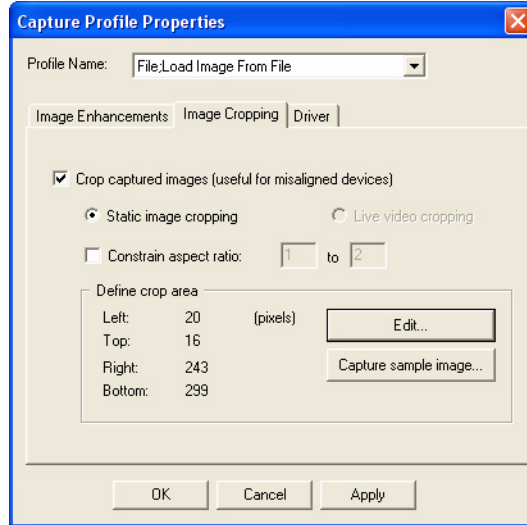 Capture Profile Properties
Profile Name: File;Load Image From File
Image Enhancements Image Cropping Driver
Crop captured images (useful for misaligned devices)
Static image cropping Live video cropping
Constrain aspect ratio: 1 to 2
Define crop area
Left: 20 (pixels) Edit...
Top: 16
Right: 243 Capture sample image...
Bottom: 299
OK Cancel Apply